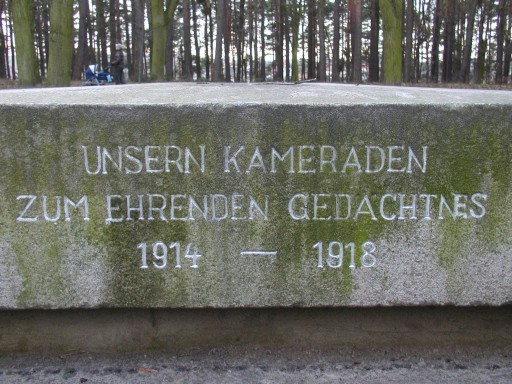 UNSERN KAMERADEN
ZUM EHRENDEN GEDACHTNES
1914 — 1918